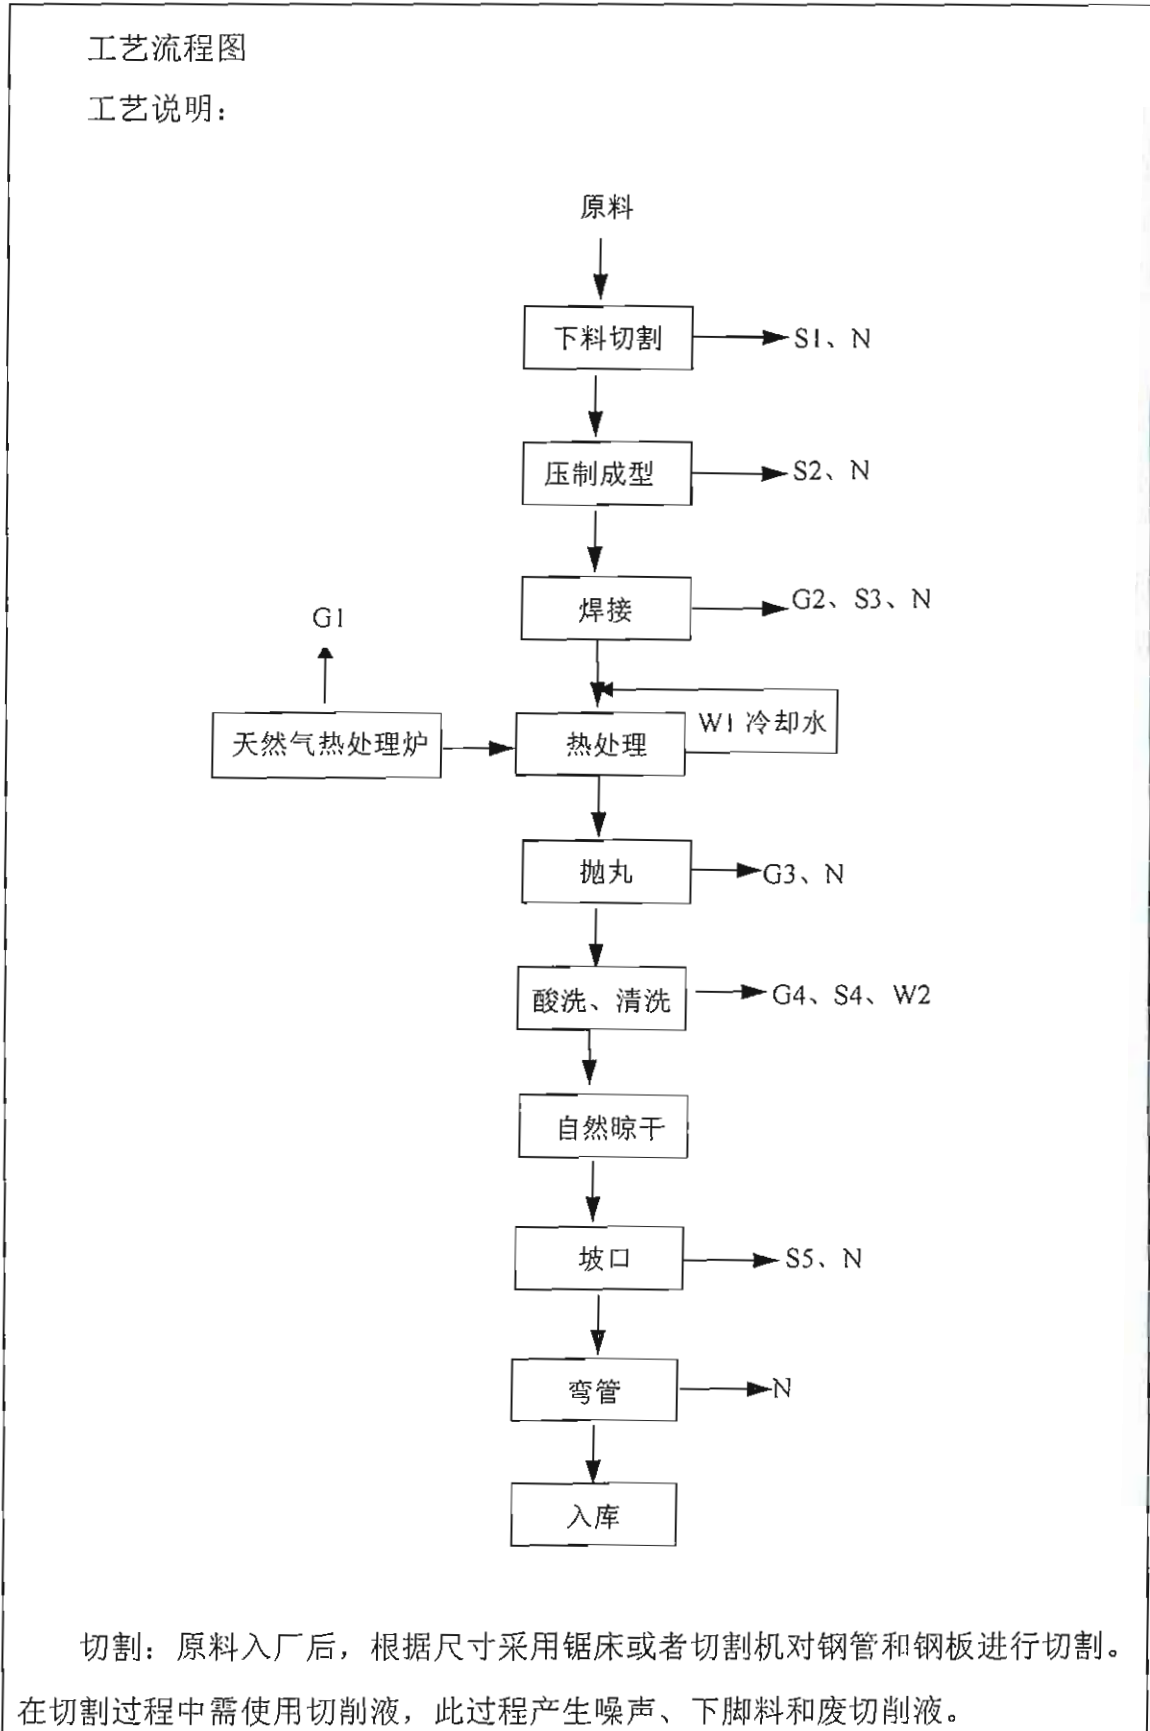 工艺流程图
工艺说明：
原料
下料切割
S1、N
压制成型
S2、N
焊接
G2、S3、N
G1
W1 冷却水
天然气热处理炉
热处理
抛丸
G3、N
酸洗、清洗
G4、S4、W2
自然晾干
坡口
S5、N
弯管
N
入库
切割：原料入厂后，根据尺寸采用锯床或者切割机对钢管和钢板进行切割。
在切割过程中需使用切削液，此过程产生噪声、下脚料和废切削液。